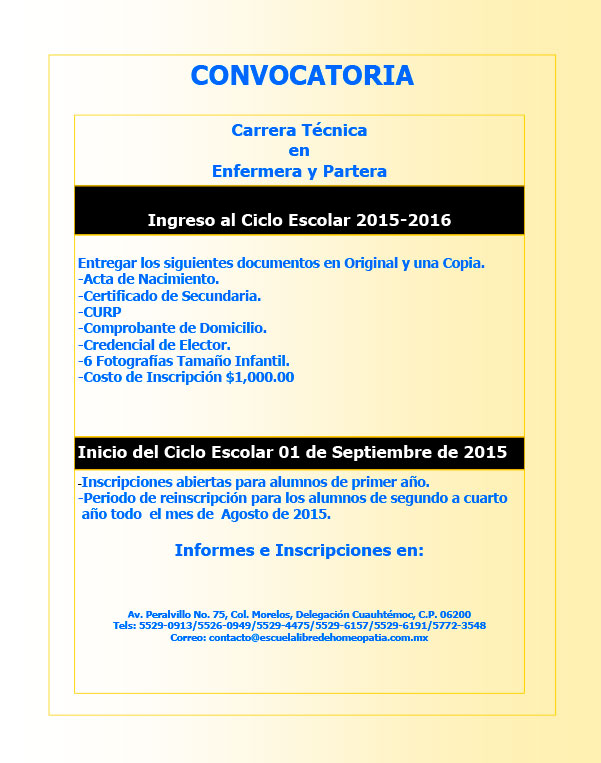 CONVOCATORIA
Carrera Técnica
en
Enfermera y Partera
Ingreso al Ciclo Escolar 2015-2016
Entregar los siguientes documentos en Original y una Copia.
-Acta de Nacimiento.
-Certificado de Secundaria.
-CURP
-Comprobante de Domicilio.
-Credencial de Elector.
-6 Fotografías Tamaño Infantil.
-Costo de Inscripción $1,000.00
Inicio del Ciclo Escolar 01 de Septiembre de 2015
-Inscripciones abiertas para alumnos de primer año.
-Periodo de reinscripción para los alumnos de segundo a cuarto
año todo  el mes de  Agosto de 2015.
Informes e Inscripciones en:
Av. Peralvillo No. 75, Col. Morelos, Delegación Cuauhtémoc, C.P. 06200
Tels: 5529-0913/5526-0949/5529-4475/5529-6157/5529-6191/5772-3548
Correo: contacto@escuelalibredehomeopatia.com.mx